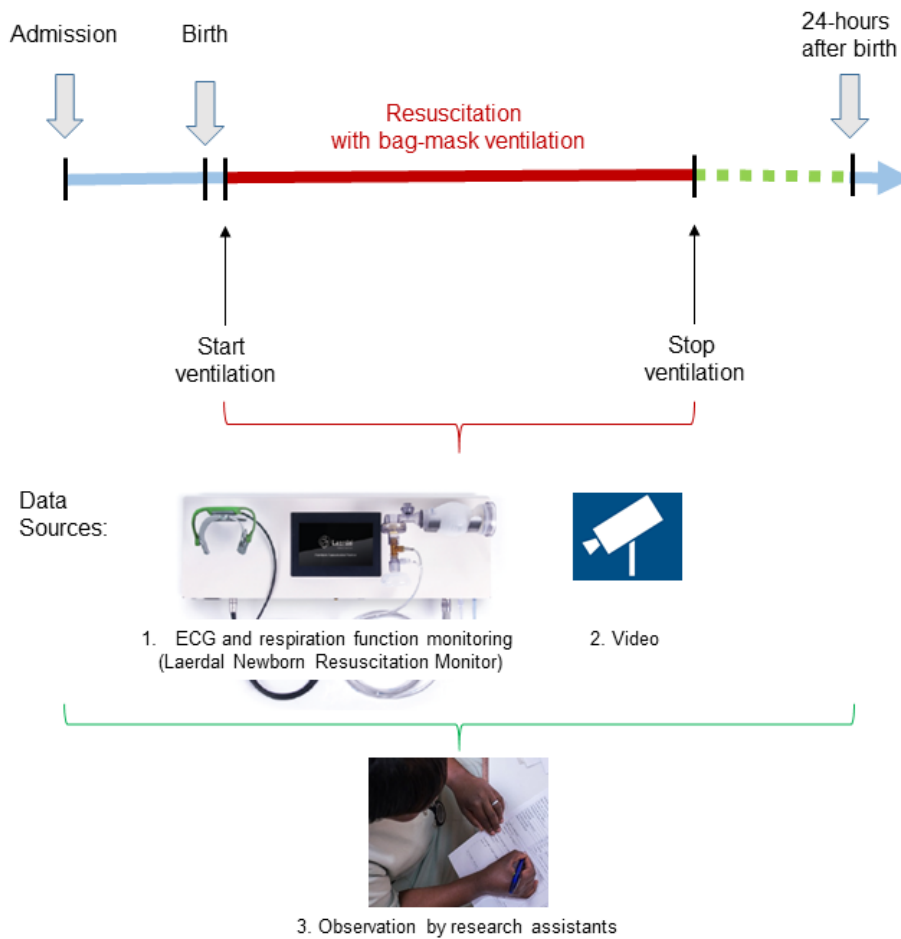 Admission
Birth
24-hours
after birth
Resuscitation
with bag-mask ventilation
Start
ventilation
Stop
ventilation
Data
Sources:
Laerdal
1. ECG and respiration function monitoring
(Laerdal Newborn Resuscitation Monitor)
2. Video
3. Observation by research assistants